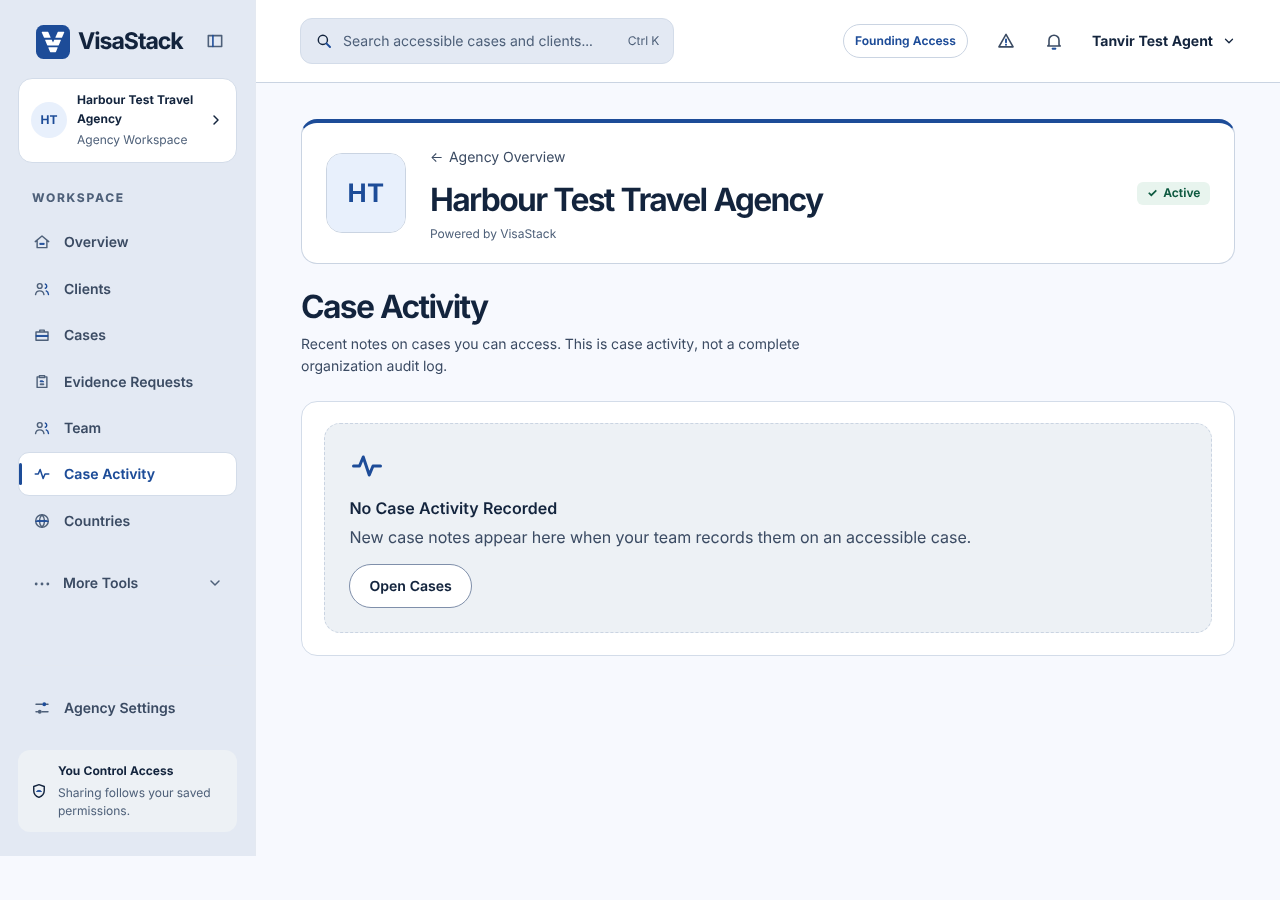 VisaStack
HT
Harbour Test Travel
Agency
Agency Workspace
WORKSPACE
Overview
Clients
Cases
Evidence Requests
Team
Case Activity
Countries
More Tools
Agency Settings
You Control Access
Sharing follows your saved
permissions.
Search accessible cases and clients...
Ctrl K
Founding Access
Tanvir Test Agent
HT
← Agency Overview
Harbour Test Travel Agency
Powered by VisaStack
Active
Case Activity
Recent notes on cases you can access. This is case activity, not a complete
organization audit log.
No Case Activity Recorded
New case notes appear here when your team records them on an accessible case.
Open Cases